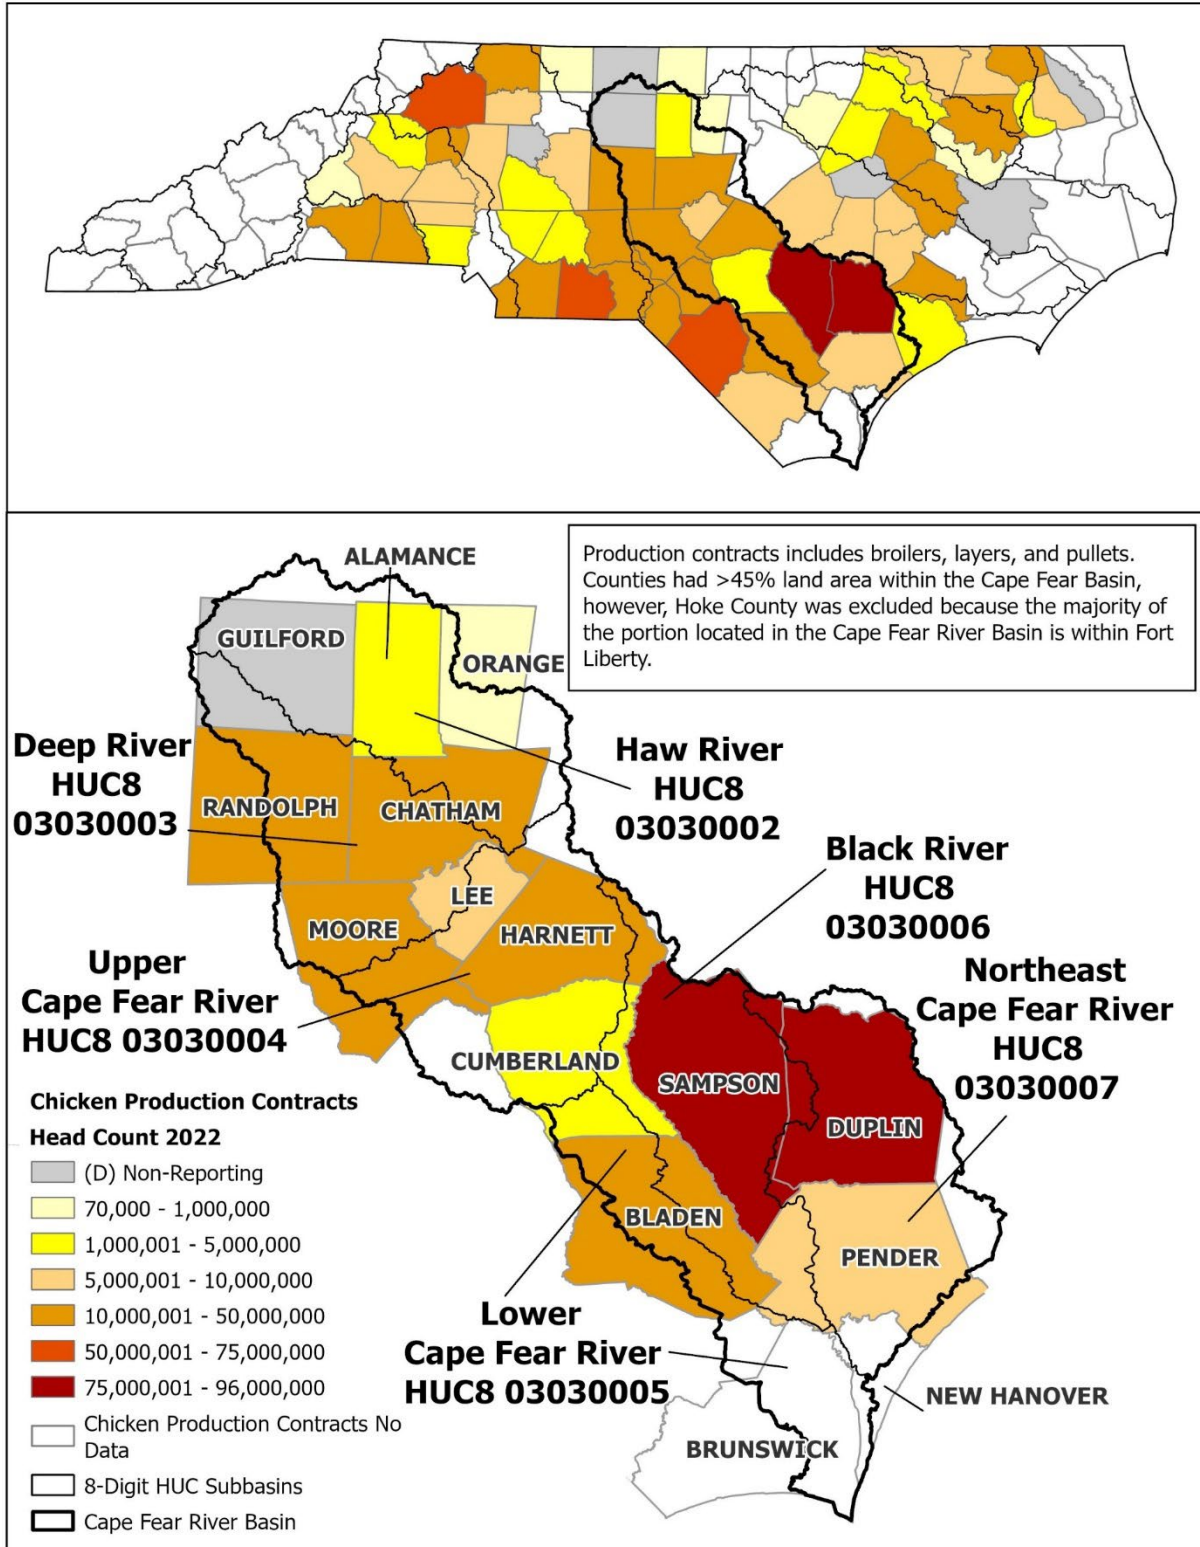 ALAMANCE
Production contracts includes broilers, layers, and pullets.
Counties had >45% land area within the Cape Fear Basin,
however, Hoke County was excluded because the majority of
the portion located in the Cape Fear River Basin is within Fort
Liberty.
GUILFORD
ORANGE
Deep River
HUC8
03030003
Haw River
HUC8
03030002
RANDOLPH
CHATHAM
Black River
HUC8
03030006
LEE
MOORE
HARNETT
Upper
Cape Fear River
HUC8 03030004
Northeast
Cape Fear River
HUC8
03030007
CUMBERLAND
SAMPSON
DUPLIN
BLADEN
PENDER
Lower
Cape Fear River
HUC8 03030005
NEW HANOVER
BRUNSWICK
Chicken Production Contracts
Head Count 2022
(D) Non-Reporting
70,000 - 1,000,000
1,000,001 - 5,000,000
5,000,001 - 10,000,000
10,000,001 - 50,000,000
50,000,001 - 75,000,000
75,000,001 - 96,000,000
Chicken Production Contracts No
Data
8-Digit HUC Subbasins
Cape Fear River Basin